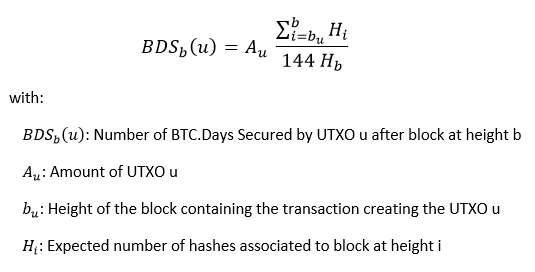 BDS_b(u) = A_u \frac{\sum_{i=b_u}^{b} H_i}{144 H_b}
with:
BDS_b(u): Number of BTC.Days Secured by UTXO u after block at height b
A_u: Amount of UTXO u
b_u: Height of the block containing the transaction creating the UTXO u
H_i: Expected number of hashes associated to block at height i